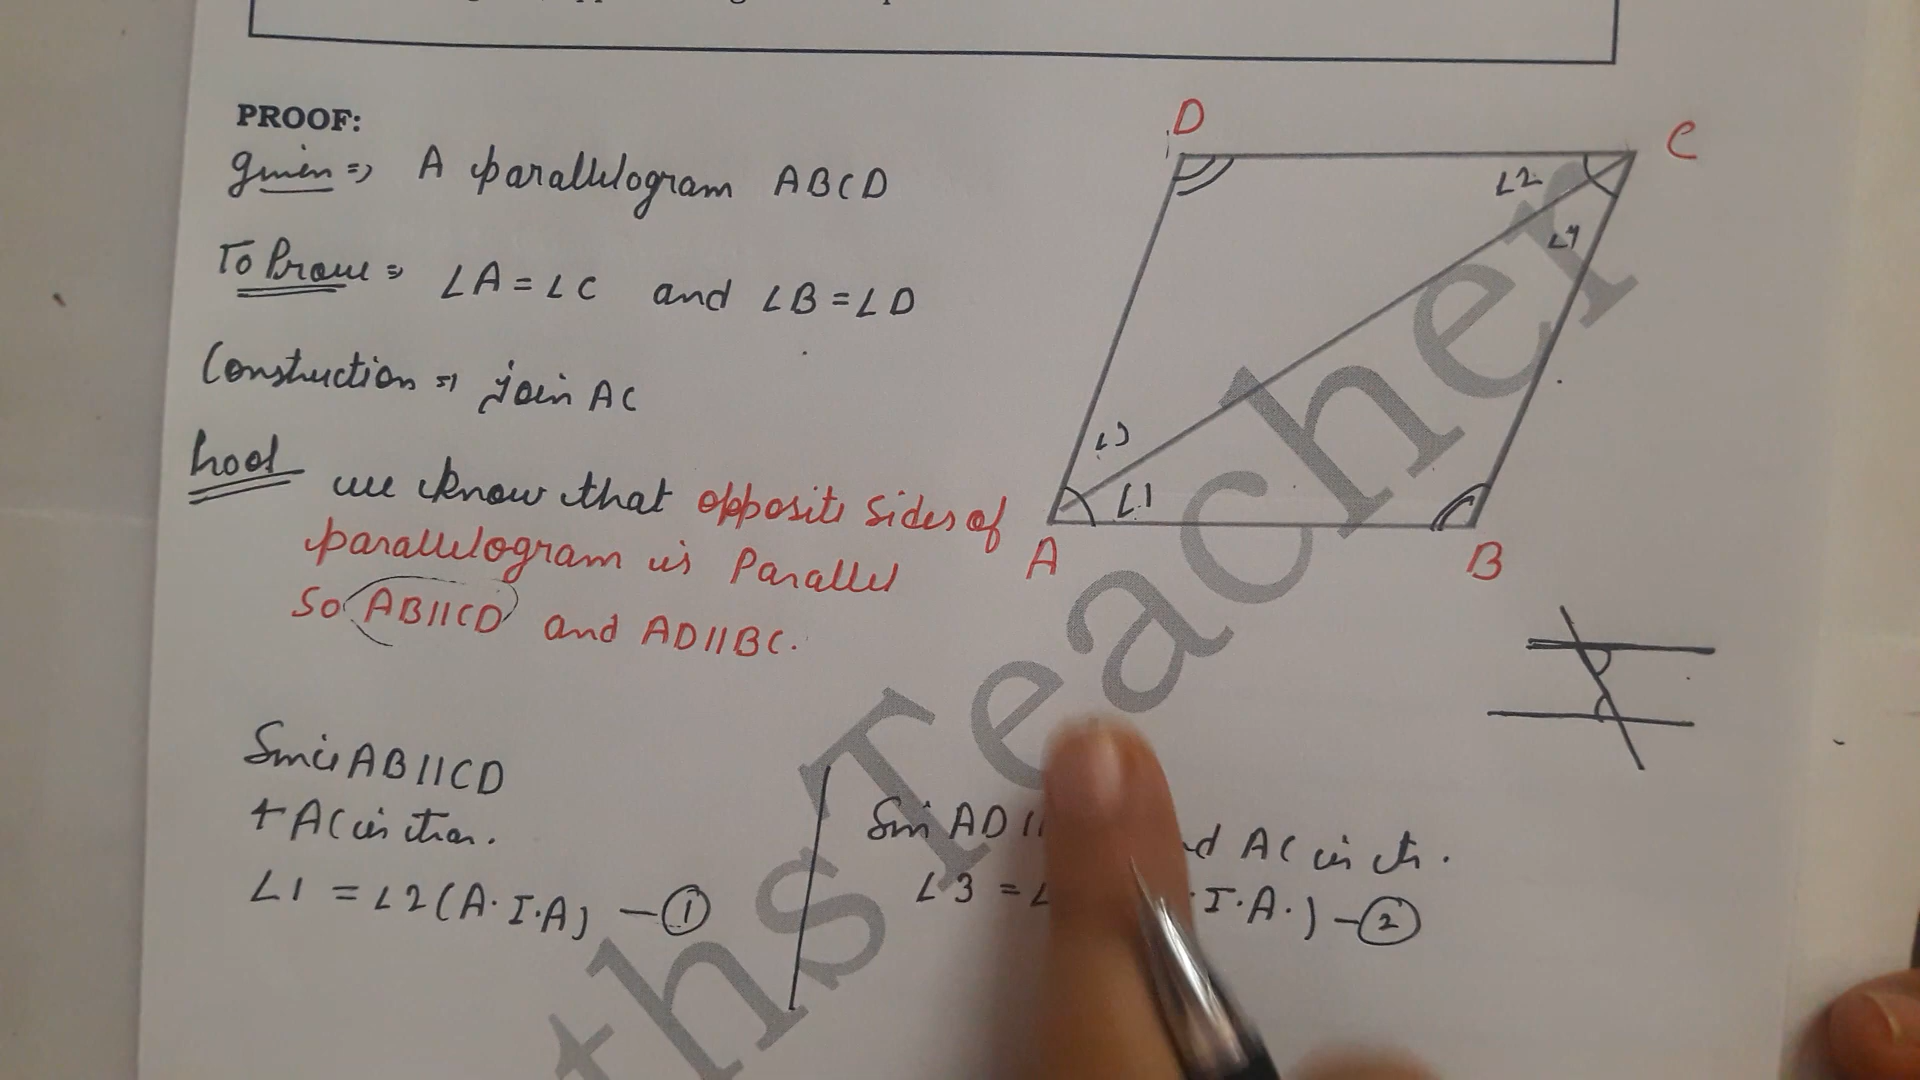 PROOF:
given ⇒ A parallelogram ABCD
To Prove ⇒ ∠A = ∠C and ∠B = ∠D
Construction ⇒ join AC
Proof
we know that opposite sides of
parallelogram is Parallel
So AB||CD and AD||BC.
D
C
∠2
∠4
∠3
∠1
A
B
Since AB||CD
+ AC is tran.
∠1 = ∠2 (A.I.A) — ①
Sin AD || AC is tr.
∠3 = ∠ I.A.) — ②
thsTeacher